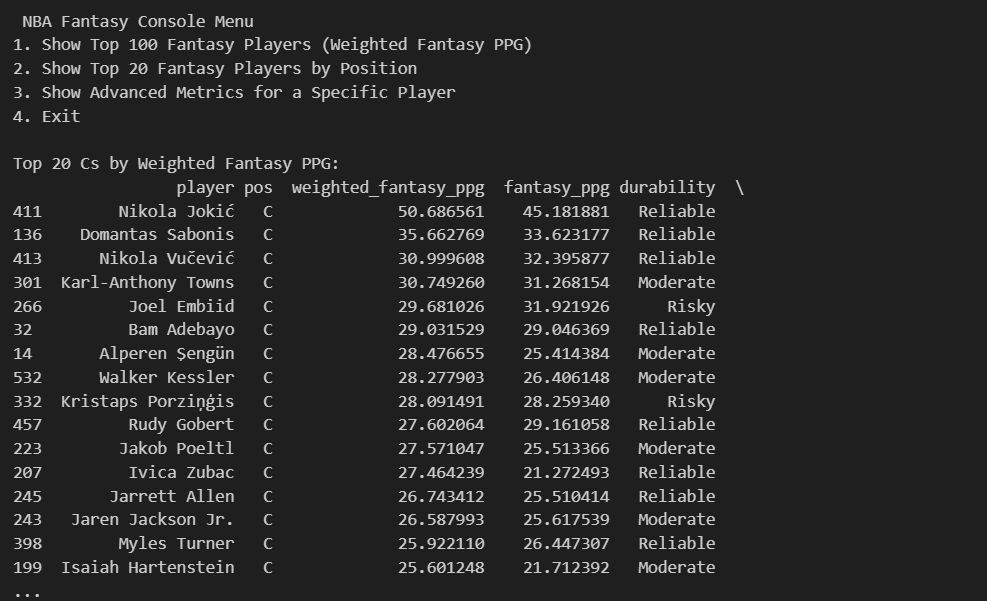 NBA Fantasy Console Menu
1. Show Top 100 Fantasy Players (Weighted Fantasy PPG)
2. Show Top 20 Fantasy Players by Position
3. Show Advanced Metrics for a Specific Player
4. Exit
Top 20 Cs by Weighted Fantasy PPG:
player pos weighted_fantasy_ppg fantasy_ppg durability \
411 Nikola Jokić C 50.686561 45.181881 Reliable
136 Domantas Sabonis C 35.662769 33.623177 Reliable
413 Nikola Vučević C 30.999608 32.395877 Reliable
301 Karl-Anthony Towns C 30.749260 31.268154 Moderate
266 Joel Embiid C 29.681026 31.921926 Risky
32 Bam Adebayo C 29.031529 29.046369 Reliable
14 Alperen Şengün C 28.476655 25.414384 Moderate
532 Walker Kessler C 28.277903 26.406148 Moderate
332 Kristaps Porziņģis C 28.091491 28.259340 Risky
457 Rudy Gobert C 27.602064 29.161058 Reliable
223 Jakob Poeltl C 27.571047 25.513366 Moderate
207 Ivica Zubac C 27.464239 21.272493 Reliable
245 Jarrett Allen C 26.743412 25.510414 Reliable
243 Jaren Jackson Jr. C 26.587993 25.617539 Moderate
398 Myles Turner C 25.922110 26.447307 Reliable
199 Isaiah Hartenstein C 25.601248 21.712392 Moderate
...